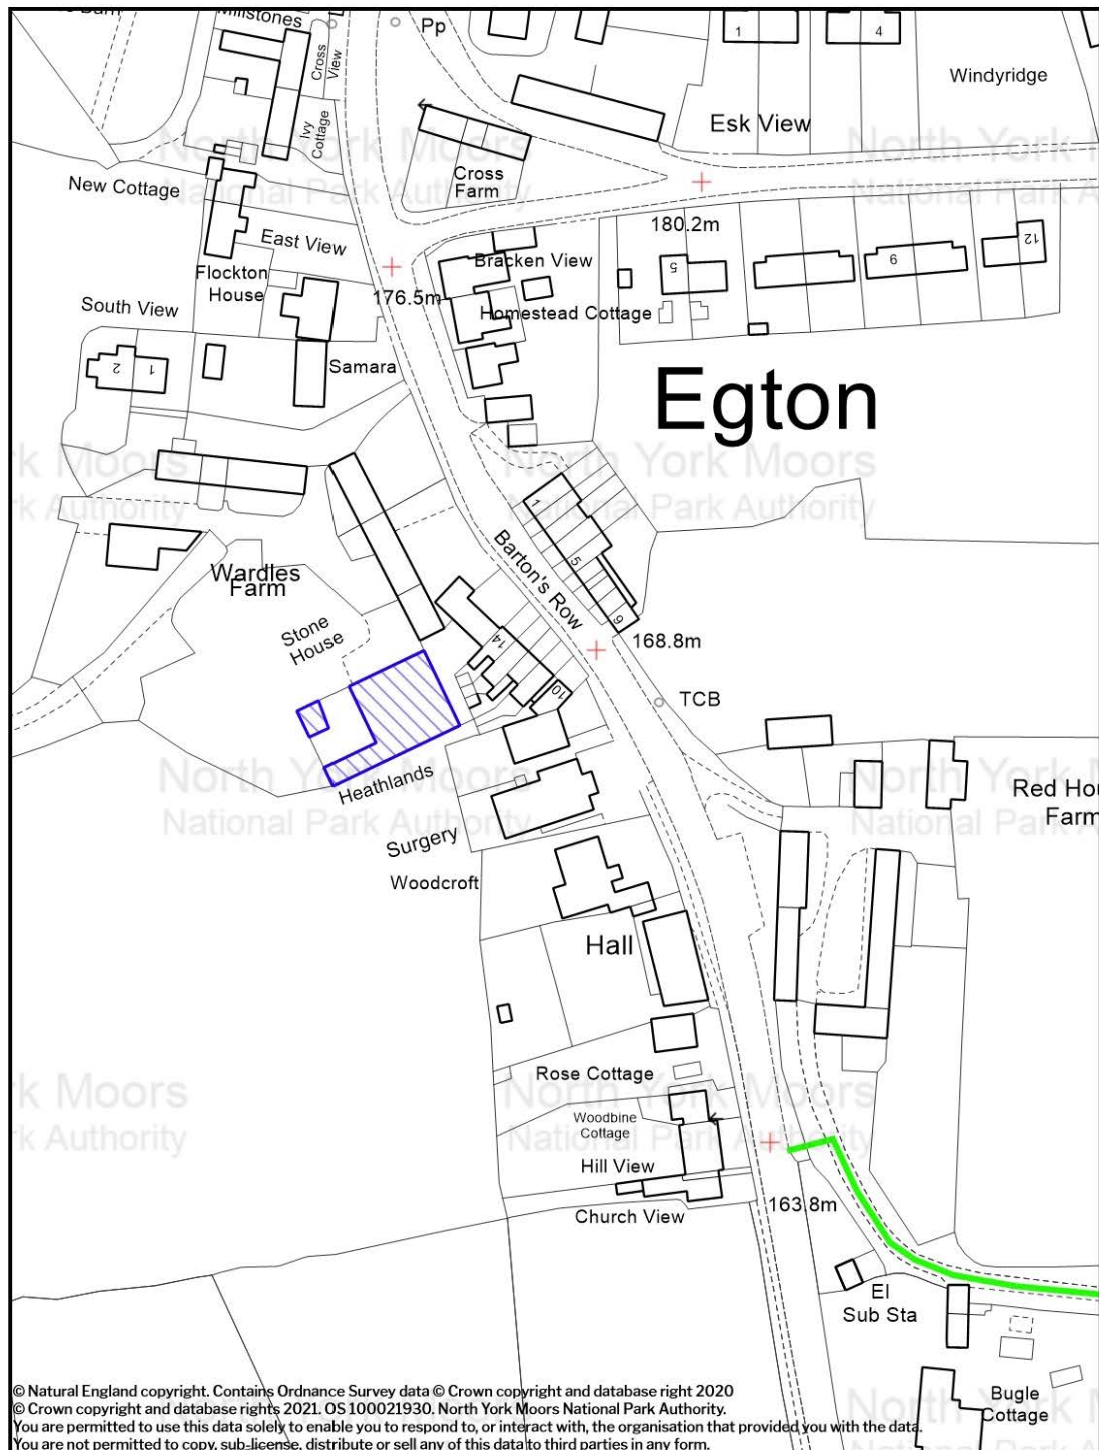 Millstones
Pp
1
4
Cross
View
Windyridge
Ivy
Cottage
Esk View
Cross
Farm
New Cottage
180.2m
East View
12
Bracken View
5
9
Flockton
House
176.5m
Homestead Cottage
South View
Samara
2
1
Egton
1
Barton's Row
5
Wardles
Farm
9
Stone
House
14
168.8m
10
TCB
Heathlands
Red Hou
Farm
Surgery
Woodcroft
Hall
Rose Cottage
Woodbine
Cottage
Hill View
163.8m
Church View
El
Sub Sta
Bugle
Cottage
North York Moors
National Park Authority
© Natural England copyright. Contains Ordnance Survey data © Crown copyright and database right 2020
© Crown copyright and database rights 2021. OS 100021930. North York Moors National Park Authority.
You are permitted to use this data solely to enable you to respond to, or interact with, the organisation that provided you with the data.
You are not permitted to copy, sub-license, distribute or sell any of this data to third parties in any form.